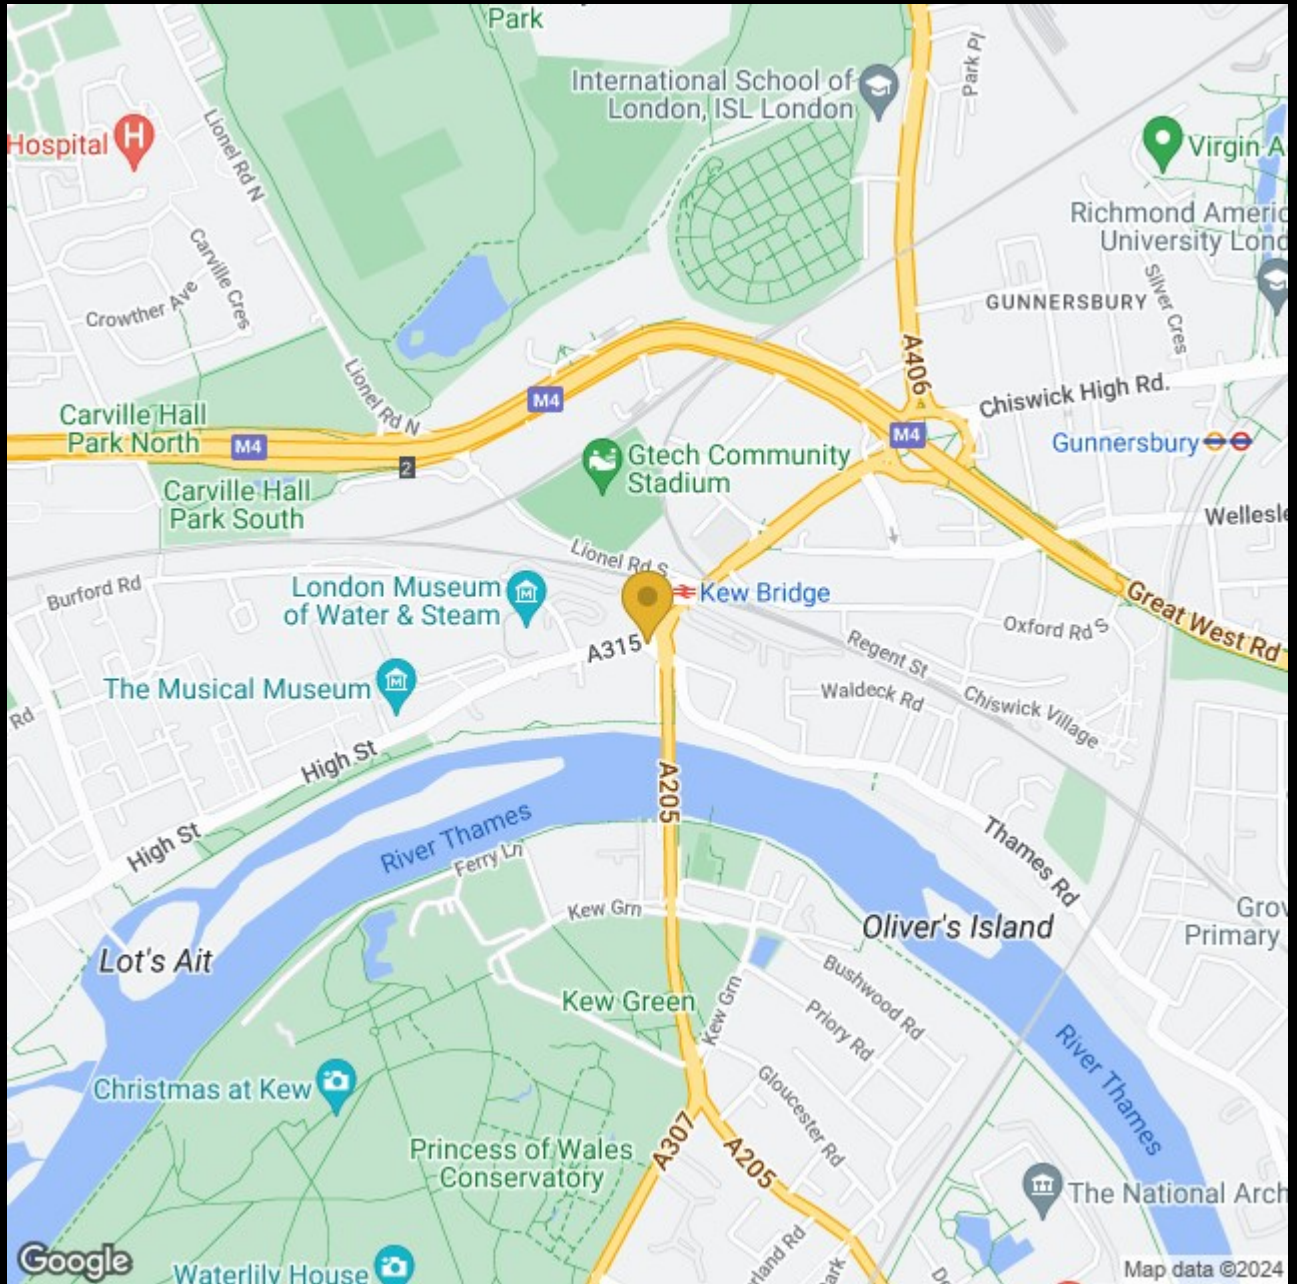 Park
International School of
London, ISL London
Park Pl
Hospital
H
Lionel Rd N
Virgin A
Richmond Americ
University Lond
Carville Cres
Crowther Ave
Silver Cres
GUNNERSBURY
A406
Lionel Rd N
Chiswick High Rd.
M4
Carville Hall
Park North
M4
M4
Gunnersbury
2
Gtech Community
Stadium
Carville Hall
Park South
Wellesle
Lionel Rd S
Burford Rd
London Museum
of Water & Steam
M
Kew Bridge
Great West Rd
Oxford Rd S
A315
Regent St
The Musical Museum
M
Waldeck Rd
Chiswick Village
Rd
High St
A205
River Thames
High St
Thames Rd
Ferry Ln
Kew Grn
Oliver's Island
Grov
Primary
Lot's Ait
Bushwood Rd
Kew Green
Kew Grn
Priory Rd
River Thames
Christmas at Kew
Gloucester Rd
Princess of Wales
Conservatory
A307
A205
The National Arch
Waterlily House
erland Rd
ark
Google
Map data ©2024